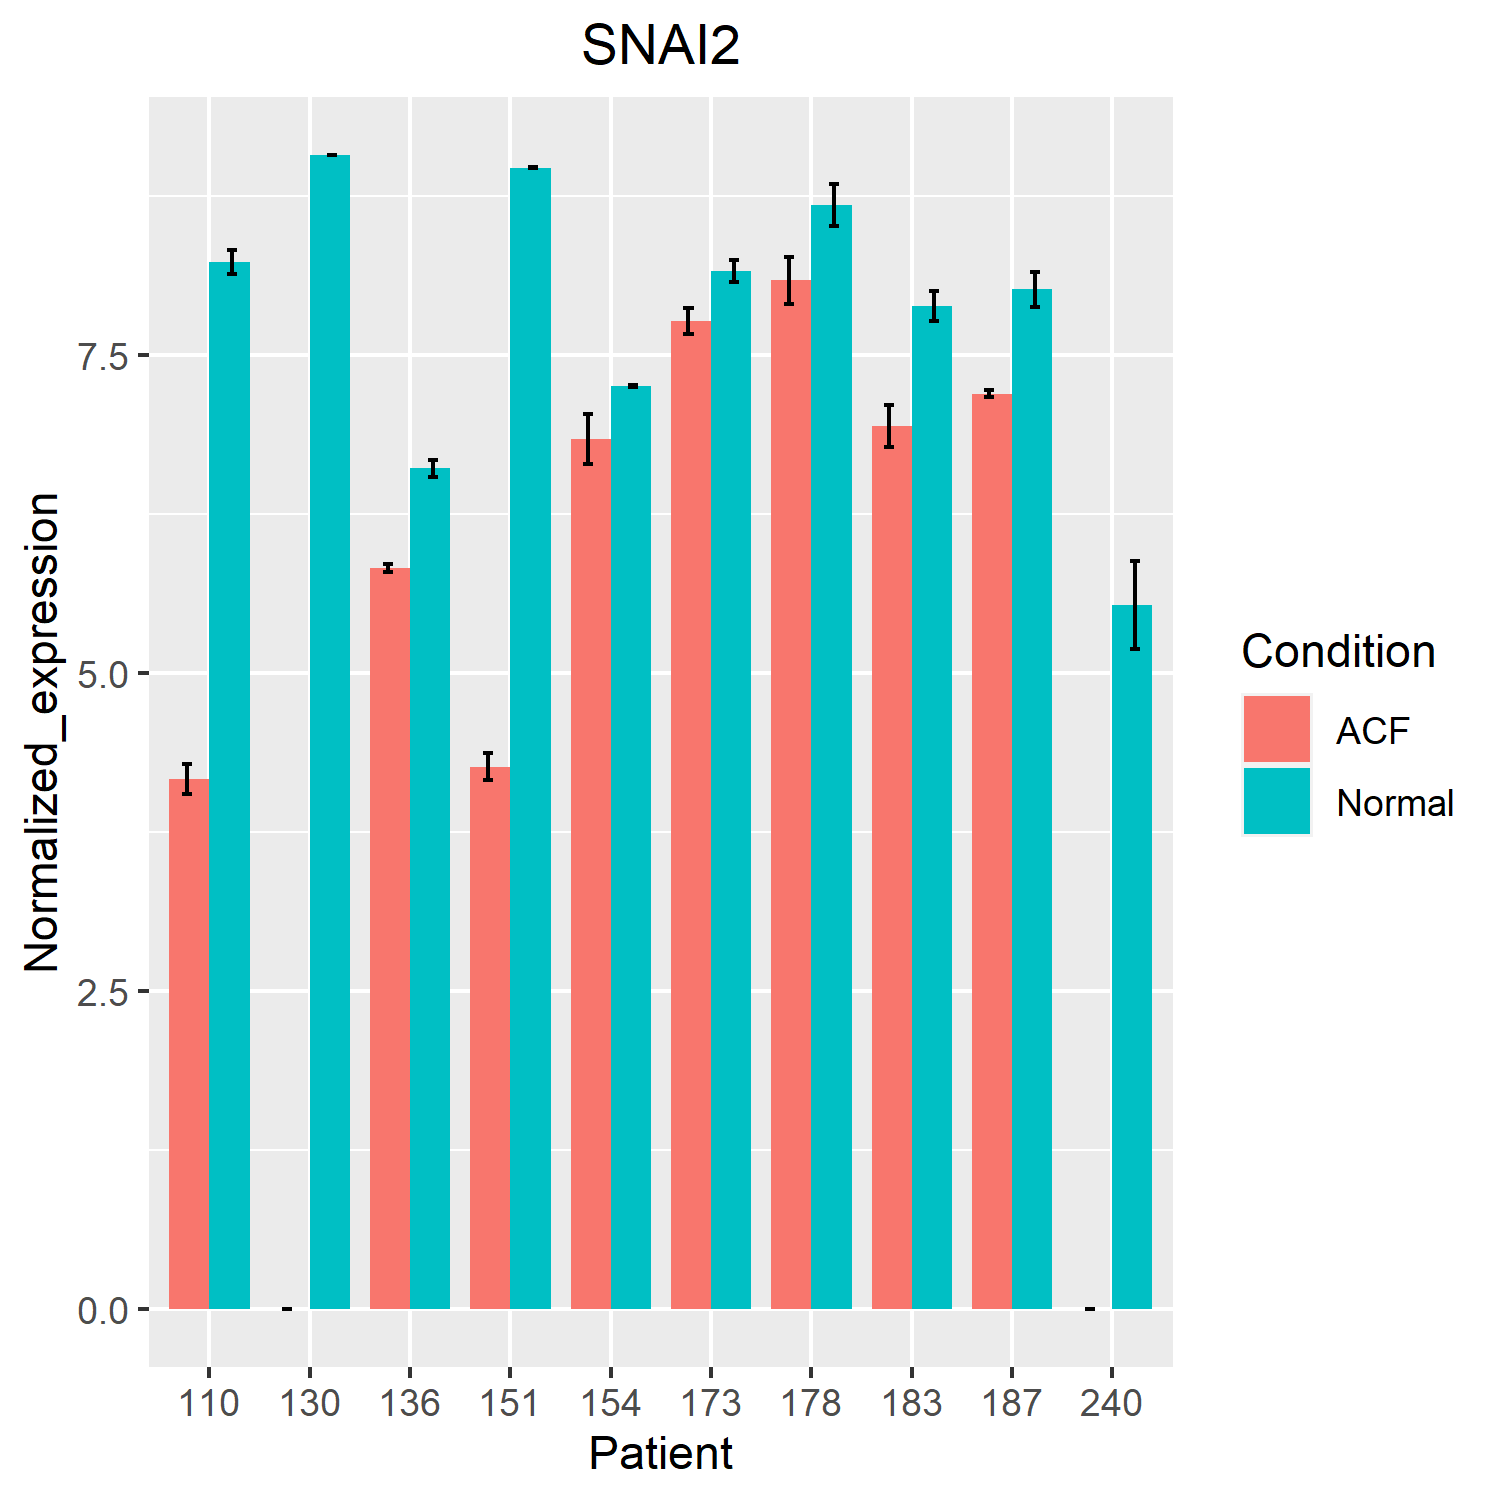 SNAI2
Normalized_expression
7.5
5.0
2.5
0.0
110 130 136 151 154 173 178 183 187 240
Patient
Condition
ACF
Normal